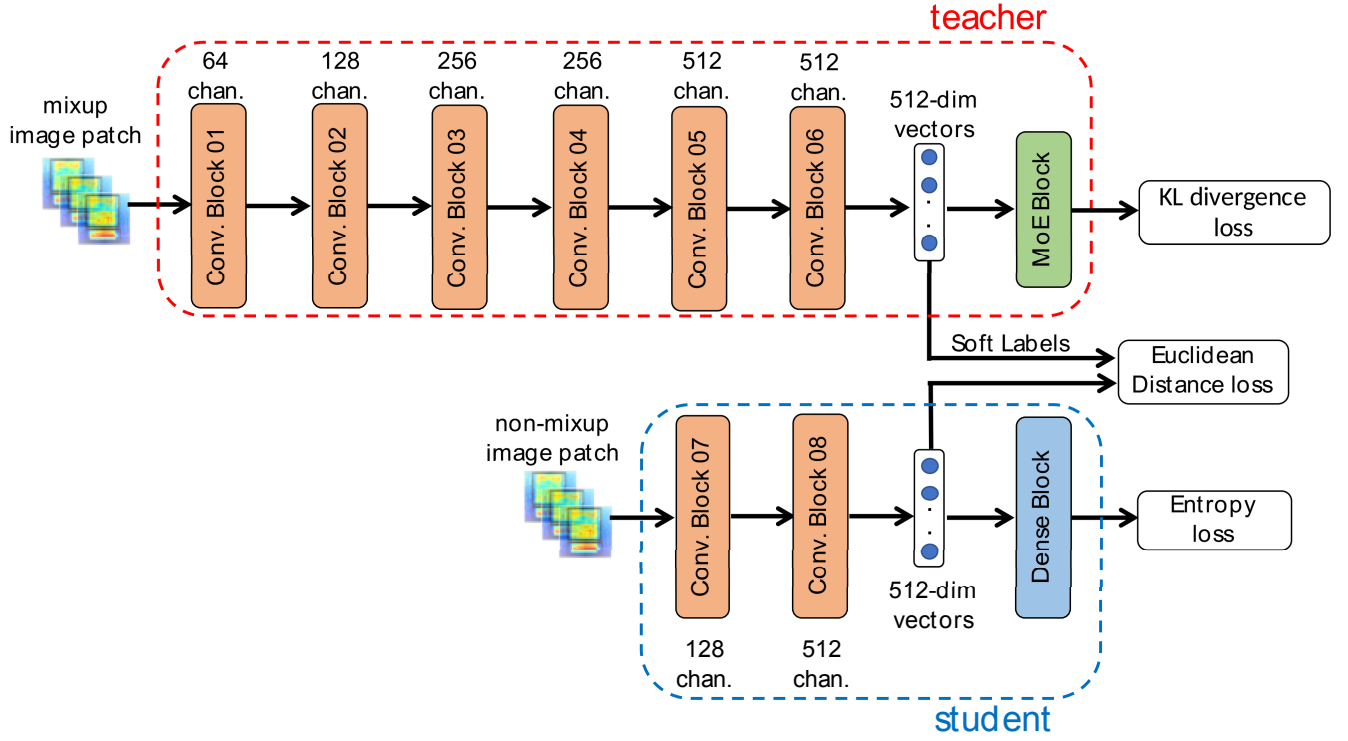 teacher
64
chan.
128
chan.
256
chan.
256
chan.
512
chan.
512
chan.
512-dim
vectors
mixup
image patch
Conv. Block 01
Conv. Block 02
Conv. Block 03
Conv. Block 04
Conv. Block 05
Conv. Block 06
MoE Block
KL divergence
loss
Soft Labels
Euclidean
Distance loss
non-mixup
image patch
Conv. Block 07
Conv. Block 08
Dense Block
Entropy
loss
512-dim
vectors
128
chan.
512
chan.
student